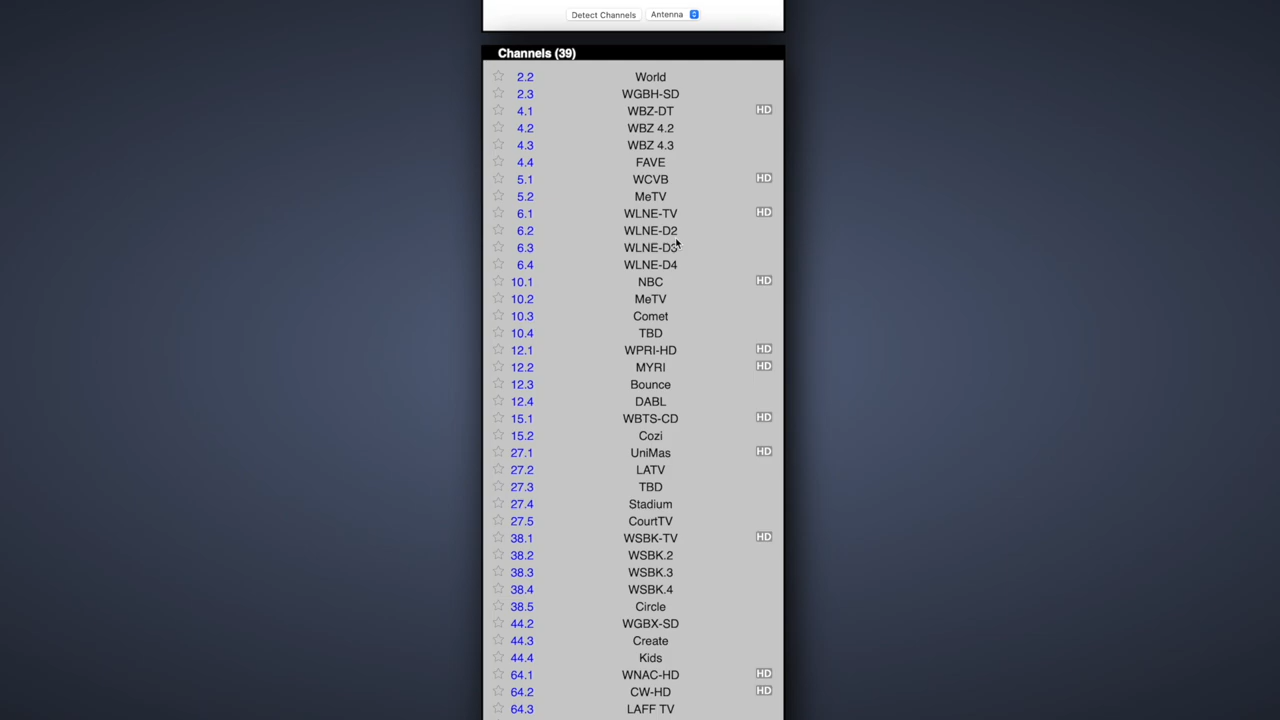 Detect Channels Antenna
Channels (39)
2.2 World
2.3 WGBH-SD
4.1 WBZ-DT HD
4.2 WBZ 4.2
4.3 WBZ 4.3
4.4 FAVE
5.1 WCVB HD
5.2 MeTV
6.1 WLNE-TV HD
6.2 WLNE-D2
6.3 WLNE-D3
6.4 WLNE-D4
10.1 NBC HD
10.2 MeTV
10.3 Comet
10.4 TBD
12.1 WPRI-HD HD
12.2 MYRI HD
12.3 Bounce
12.4 DABL
15.1 WBTS-CD HD
15.2 Cozi
27.1 UniMas HD
27.2 LATV
27.3 TBD
27.4 Stadium
27.5 CourtTV
38.1 WSBK-TV HD
38.2 WSBK.2
38.3 WSBK.3
38.4 WSBK.4
38.5 Circle
44.2 WGBX-SD
44.3 Create
44.4 Kids
64.1 WNAC-HD HD
64.2 CW-HD HD
64.3 LAFF TV